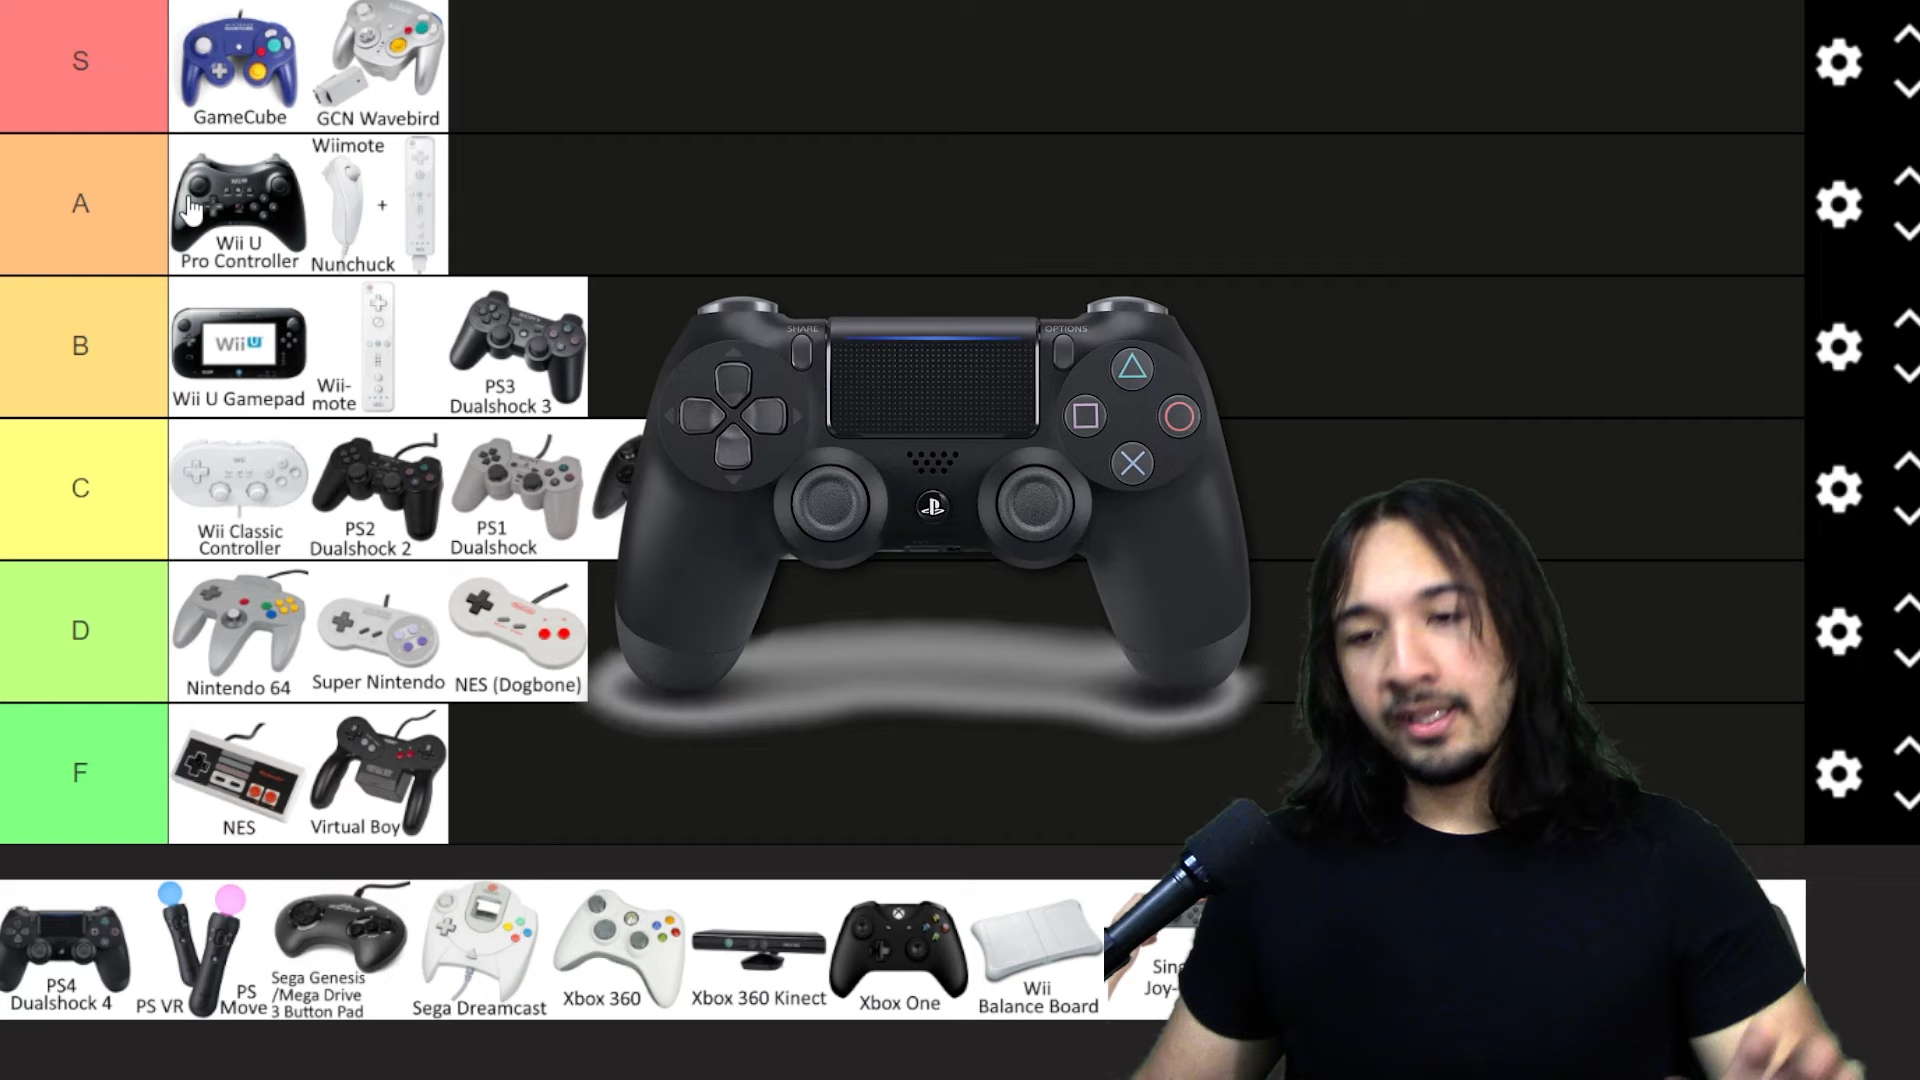 S
GameCube
GCN Wavebird
A
Wii U
Pro Controller
Wiimote
+
Nunchuck
B
Wii U
Wii U Gamepad
Wii-
mote
PS3
Dualshock 3
SHARE
OPTIONS
C
Wii Classic
Controller
PS2
Dualshock 2
PS1
Dualshock
D
Nintendo 64
Super Nintendo
NES (Dogbone)
F
NES
Virtual Boy
PS4
Dualshock 4
PS VR
PS
Move
Sega Genesis
/Mega Drive
3 Button Pad
Sega Dreamcast
Xbox 360
Xbox 360 Kinect
Xbox One
Wii
Balance Board